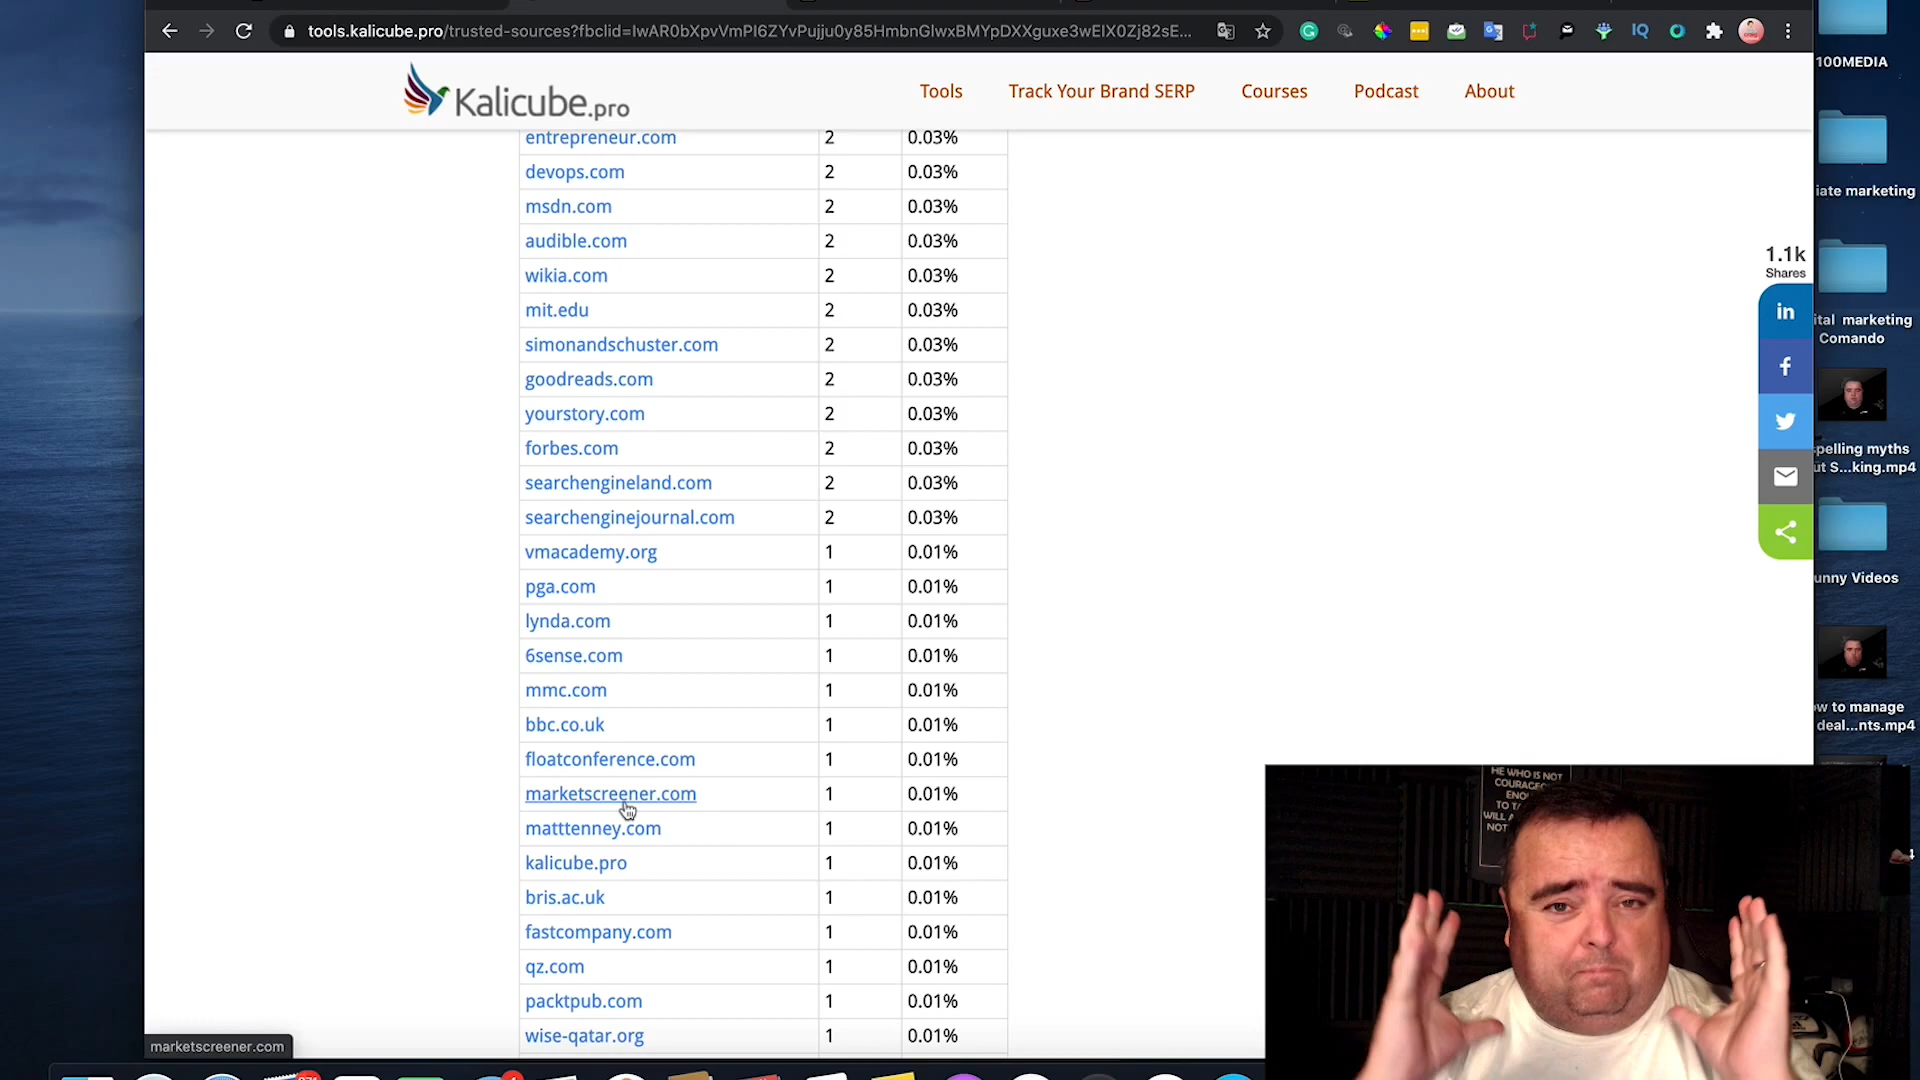 tools.kalicube.pro/trusted-sources?fbclid=IwAR0bXpvVmPI6ZYvPujju0y85HmbnGlwxBMYpDXXguxe3wEIX0Zj82sE...
100MEDIA
Kalicube.pro
Tools
Track Your Brand SERP
Courses
Podcast
About
entrepreneur.com 2 0.03%
devops.com 2 0.03%
msdn.com 2 0.03%
audible.com 2 0.03%
wikia.com 2 0.03%
mit.edu 2 0.03%
simonandschuster.com 2 0.03%
goodreads.com 2 0.03%
yourstory.com 2 0.03%
forbes.com 2 0.03%
searchengineland.com 2 0.03%
searchenginejournal.com 2 0.03%
vmacademy.org 1 0.01%
pga.com 1 0.01%
lynda.com 1 0.01%
6sense.com 1 0.01%
mmc.com 1 0.01%
bbc.co.uk 1 0.01%
floatconference.com 1 0.01%
marketscreener.com 1 0.01%
matttenney.com 1 0.01%
kalicube.pro 1 0.01%
bris.ac.uk 1 0.01%
fastcompany.com 1 0.01%
qz.com 1 0.01%
packtpub.com 1 0.01%
wise-qatar.org 1 0.01%
marketscreener.com
1.1k
Shares
in
iate marketing
ital marketing
Comando
pelling myths
ut S...king.mp4
unny Videos
ow to manage
deal...nts.mp4
HE WHO IS NOT
COURAGEO
ENOU
TO TA
WILL A
NOT